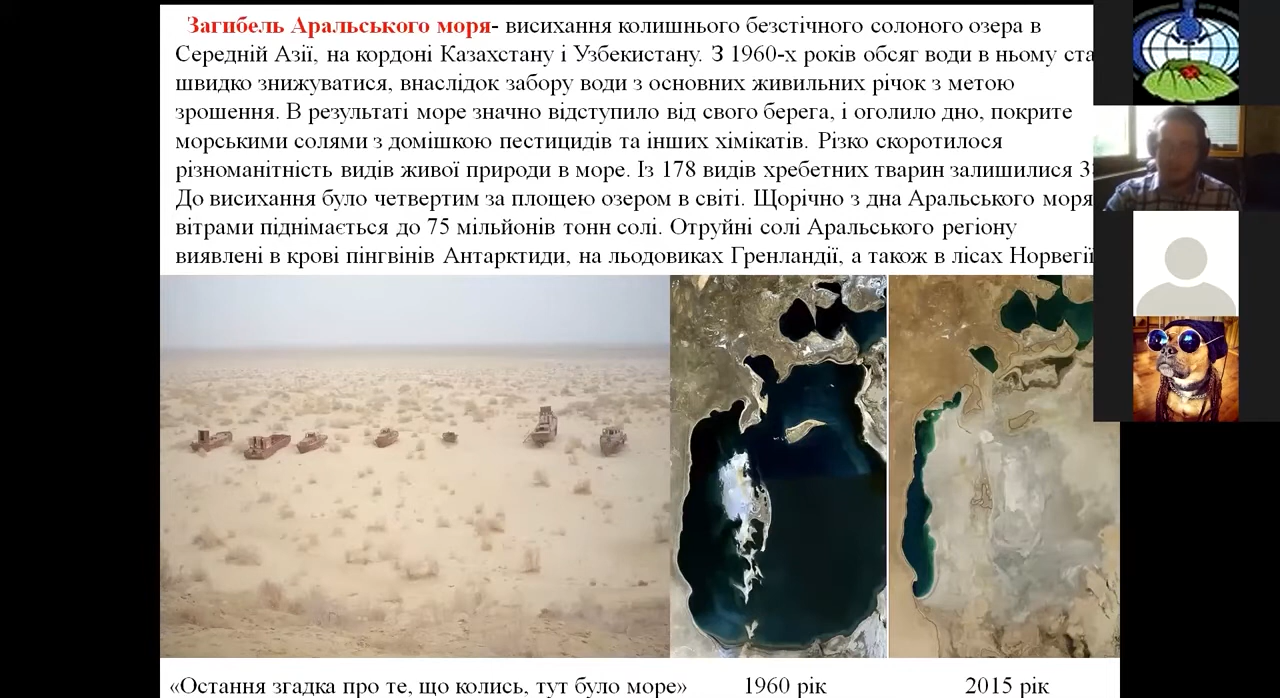 Загибель Аральського моря- висихання колишнього безстічного солоного озера в
Середній Азії, на кордоні Казахстану і Узбекистану. З 1960-х років обсяг води в ньому ста
швидко знижуватися, внаслідок забору води з основних живильних річок з метою
зрошення. В результаті море значно відступило від свого берега, і оголило дно, покрите
морськими солями з домішкою пестицидів та інших хімікатів. Різко скоротилося
різноманітність видів живої природи в море. Із 178 видів хребетних тварин залишилися
До висихання було четвертим за площею озером в світі. Щорічно з дна Аральського моря
вітрами піднімається до 75 мільйонів тонн солі. Отруйні солі Аральського регіону
виявлені в крові пінгвінів Антарктиди, на льодовиках Гренландії, а також в лісах Норвегії
«Остання згадка про те, що колись, тут було море» 1960 рік 2015 рік